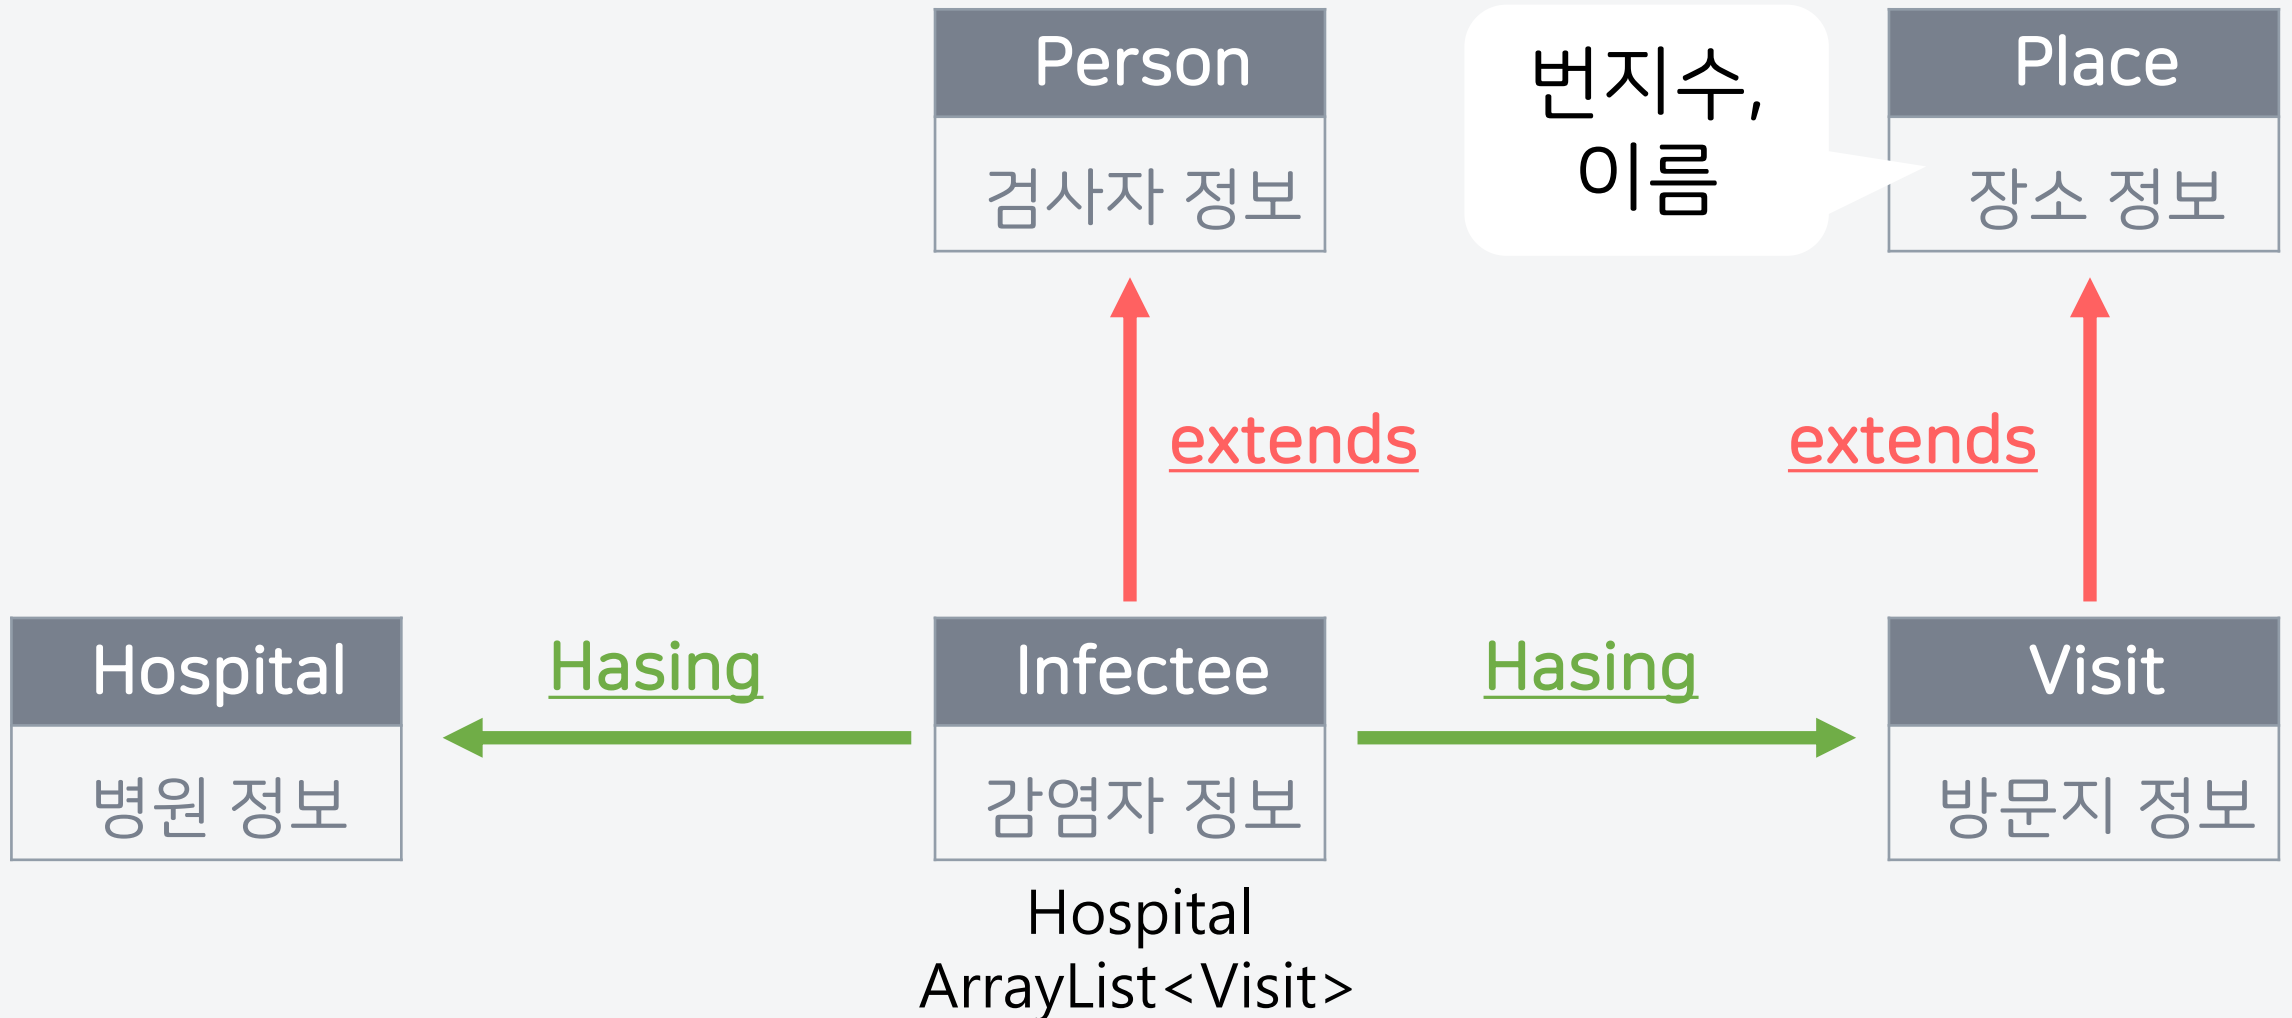 Person
검사자 정보
번지수,
이름
Place
장소 정보
extends
extends
Hospital
병원 정보
Hasing
Infectee
감염자 정보
Hasing
Visit
방문지 정보
Hospital
ArrayList<Visit>